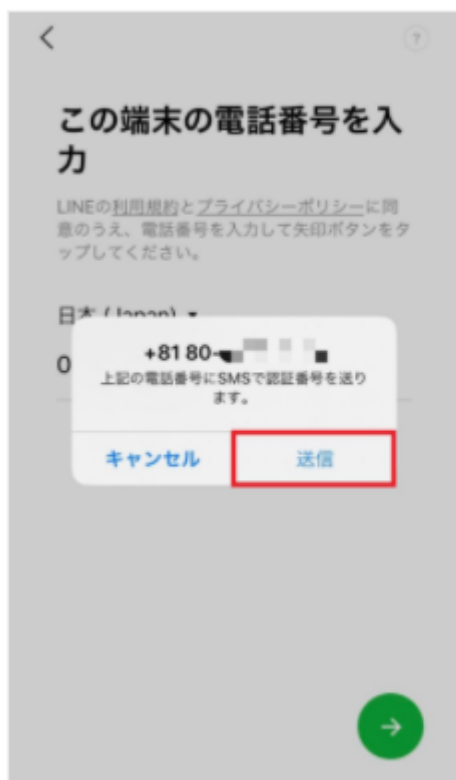 ?
この端末の電話番号を入
力
LINEの利用規約とプライバシーポリシーに同
意のうえ、電話番号を入力して矢印ボタンをタ
ップしてください。
日本 (Japan)
+81 80-
0
上記の電話番号にSMSで認証番号を送り
ます。
キャンセル 送信